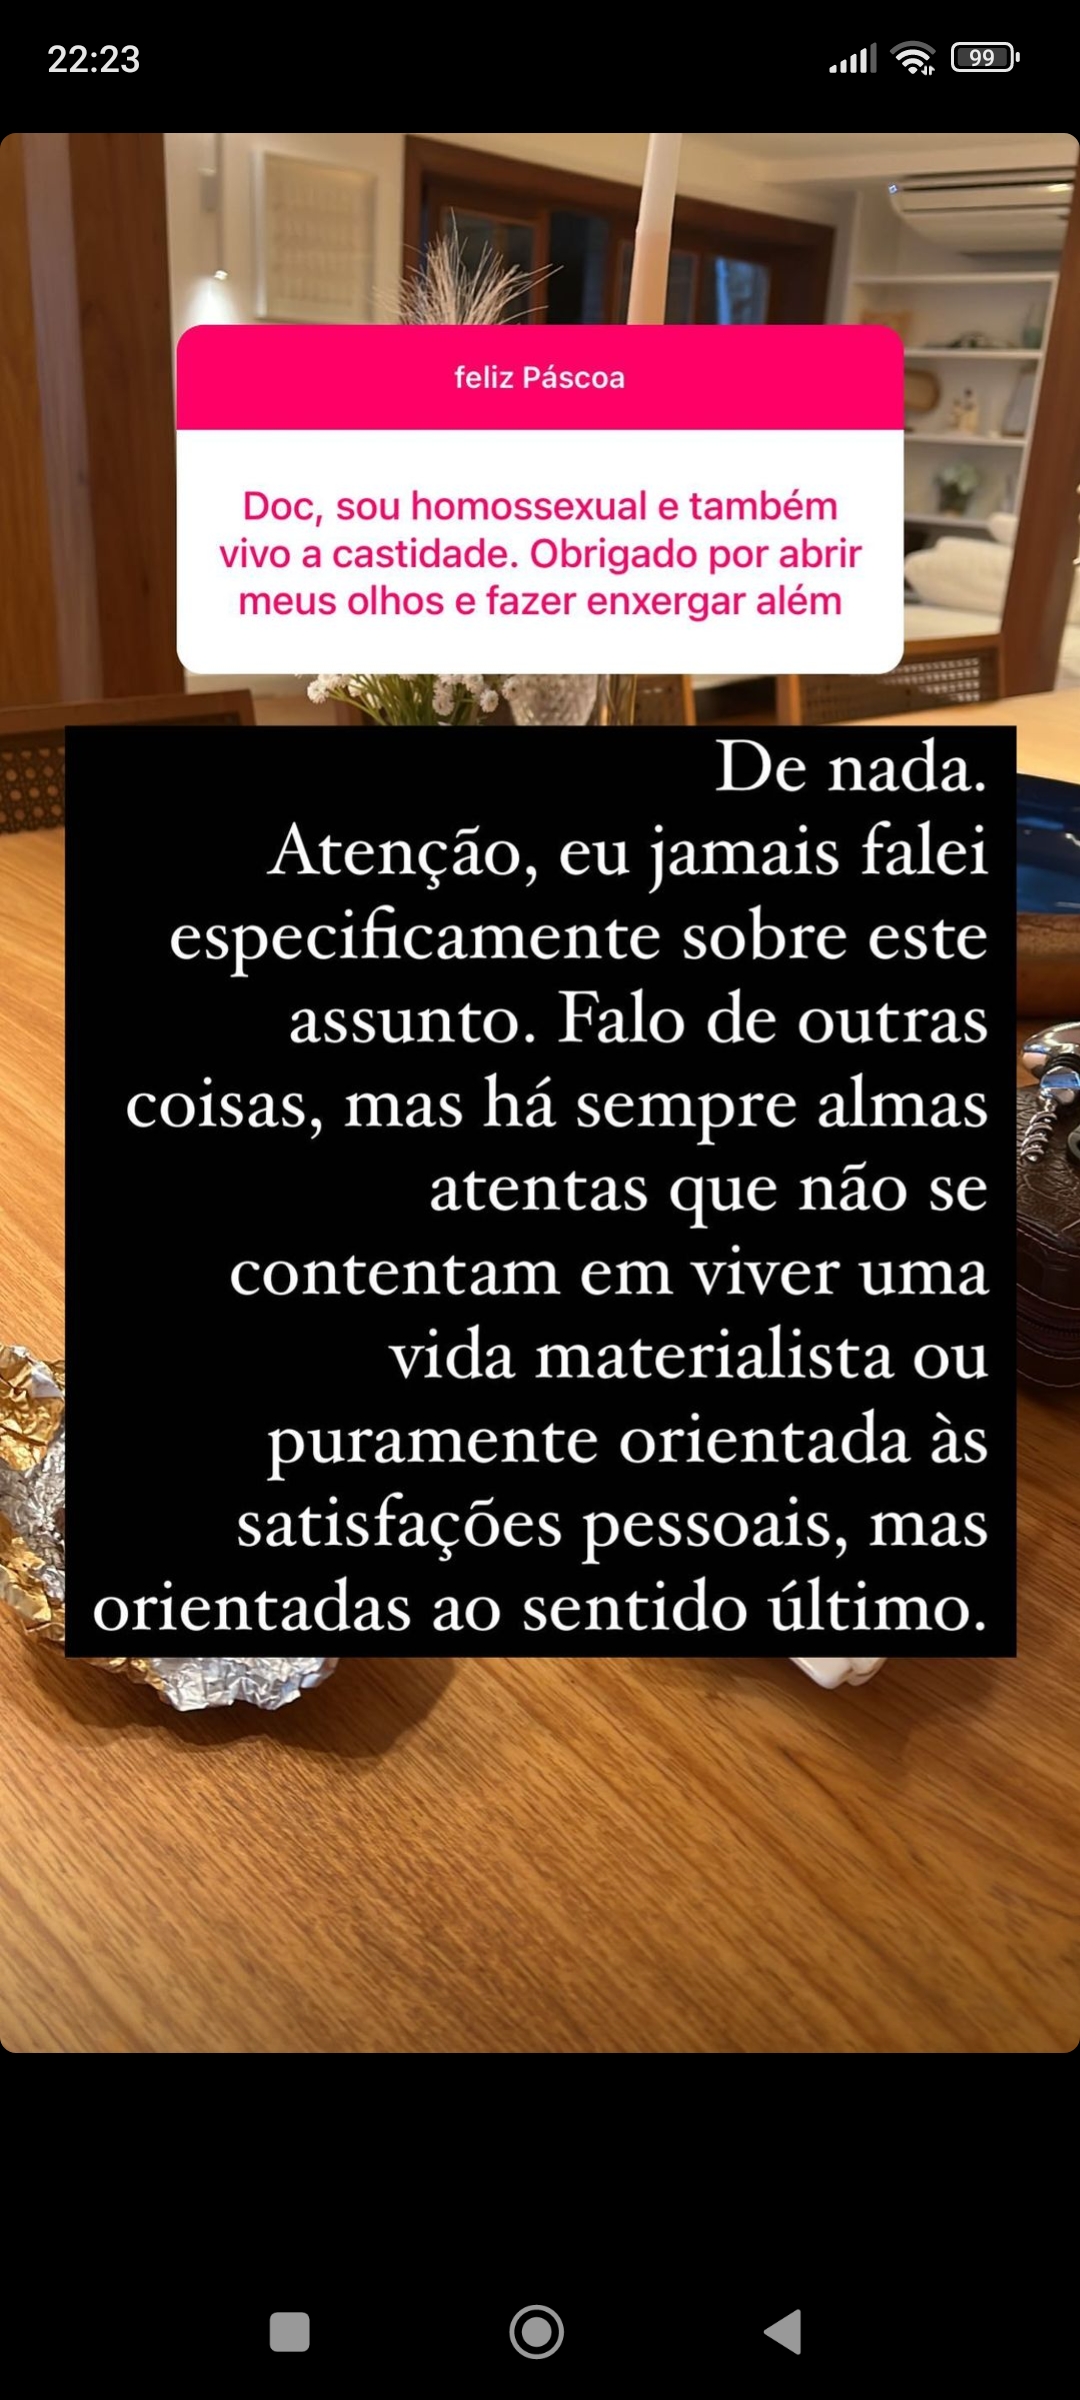 22:23
99
feliz Páscoa
Doc, sou homossexual e também
vivo a castidade. Obrigado por abrir
meus olhos e fazer enxergar além
De nada.
Atenção, eu jamais falei
especificamente sobre este
assunto. Falo de outras
coisas, mas há sempre almas
atentas que não se
contentam em viver uma
vida materialista ou
puramente orientada às
satisfações pessoais, mas
orientadas ao sentido último.